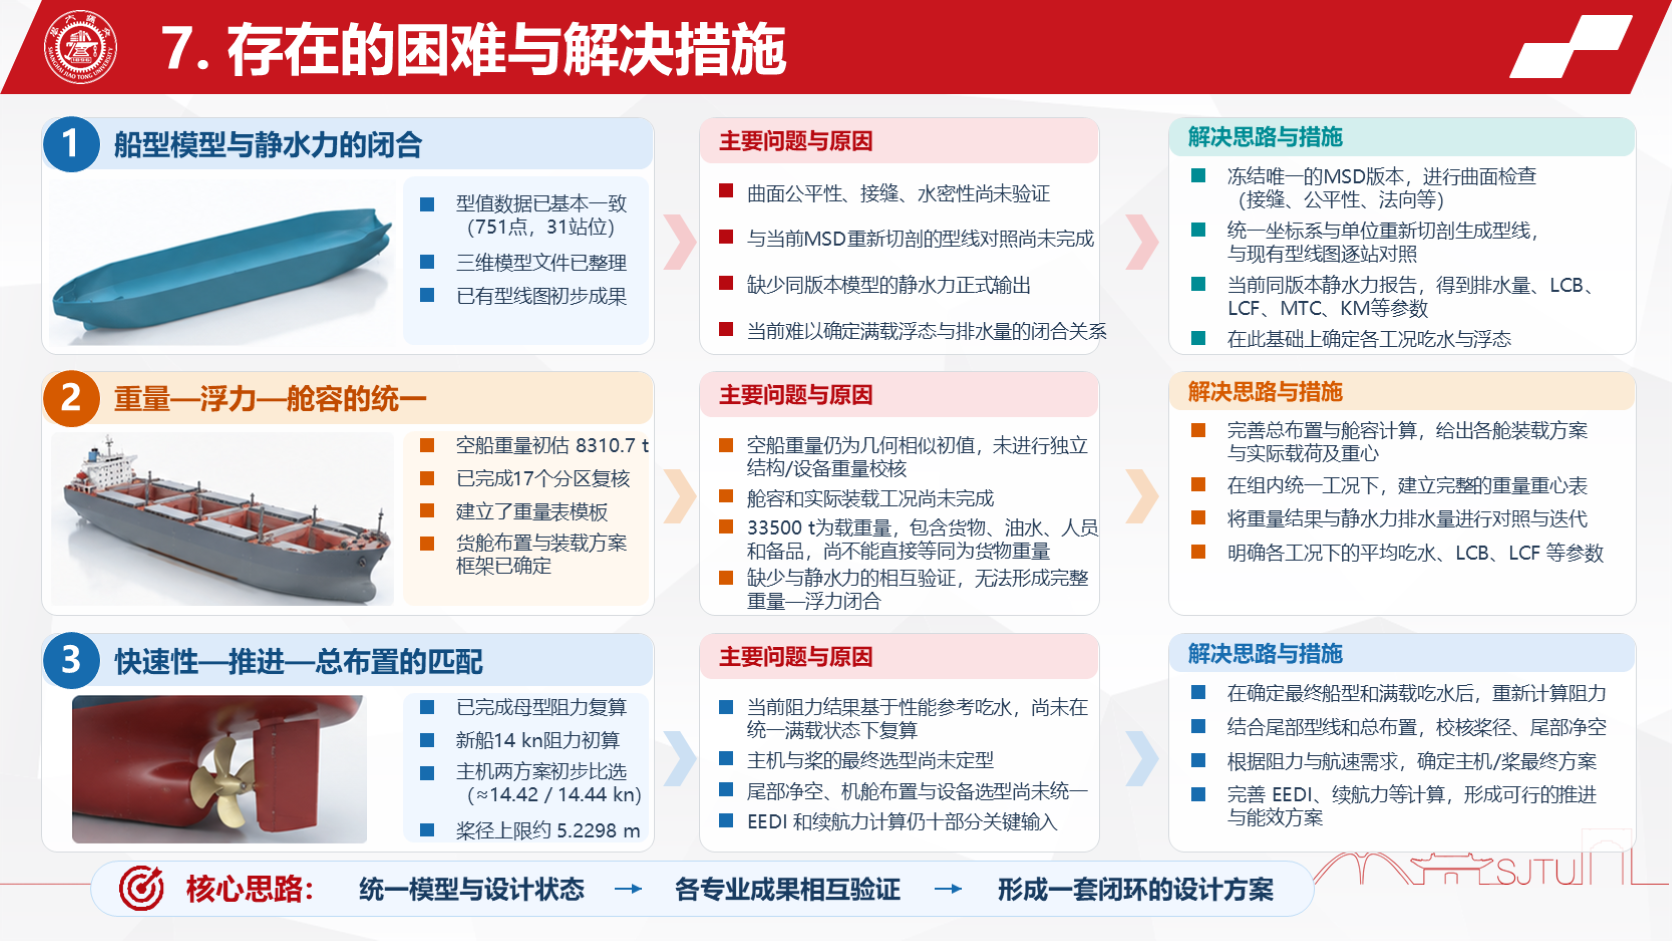 7. 存在的困难与解决措施
SHANGHAI JIAO TONG UNIVERSITY
1
船型模型与静水力的闭合
型值数据已基本一致
（751点，31站位）
三维模型文件已整理
已有型线图初步成果
主要问题与原因
曲面公平性、接缝、水密性尚未验证
与当前MSD重新切剖的型线对照尚未完成
缺少同版本模型的静水力正式输出
当前难以确定满载浮态与排水量的闭合关系
解决思路与措施
冻结唯一的MSD版本，进行曲面检查
（接缝、公平性、法向等）
统一坐标系与单位重新切剖生成型线，
与现有型线图逐站对照
当前同版本静水力报告，得到排水量、LCB、
LCF、MTC、KM等参数
在此基础上确定各工况吃水与浮态
2
重量—浮力—舱容的统一
空船重量初估 8310.7 t
已完成17个分区复核
建立了重量表模板
货舱布置与装载方案
框架已确定
主要问题与原因
空船重量仍为几何相似初值，未进行独立
结构/设备重量校核
舱容和实际装载工况尚未完成
33500 t为载重量，包含货物、油水、人员
和备品，尚不能直接等同为货物重量
缺少与静水力的相互验证，无法形成完整
重量—浮力闭合
解决思路与措施
完善总布置与舱容计算，给出各舱装载方案
与实际载荷及重心
在组内统一工况下，建立完整的重量重心表
将重量结果与静水力排水量进行对照与迭代
明确各工况下的平均吃水、LCB、LCF 等参数
3
快速性—推进—总布置的匹配
已完成母型阻力复算
新船14 kn阻力初算
主机两方案初步比选
（≈14.42 / 14.44 kn）
桨径上限约 5.2298 m
主要问题与原因
当前阻力结果基于性能参考吃水，尚未在
统一满载状态下复算
主机与桨的最终选型尚未定型
尾部净空、机舱布置与设备选型尚未统一
EEDI 和续航力计算仍十部分关键输入
解决思路与措施
在确定最终船型和满载吃水后，重新计算阻力
结合尾部型线和总布置，校核桨径、尾部净空
根据阻力与航速需求，确定主机/桨最终方案
完善 EEDI、续航力等计算，形成可行的推进
与能效方案
核心思路：
统一模型与设计状态 → 各专业成果相互验证 → 形成一套闭环的设计方案
SJTU